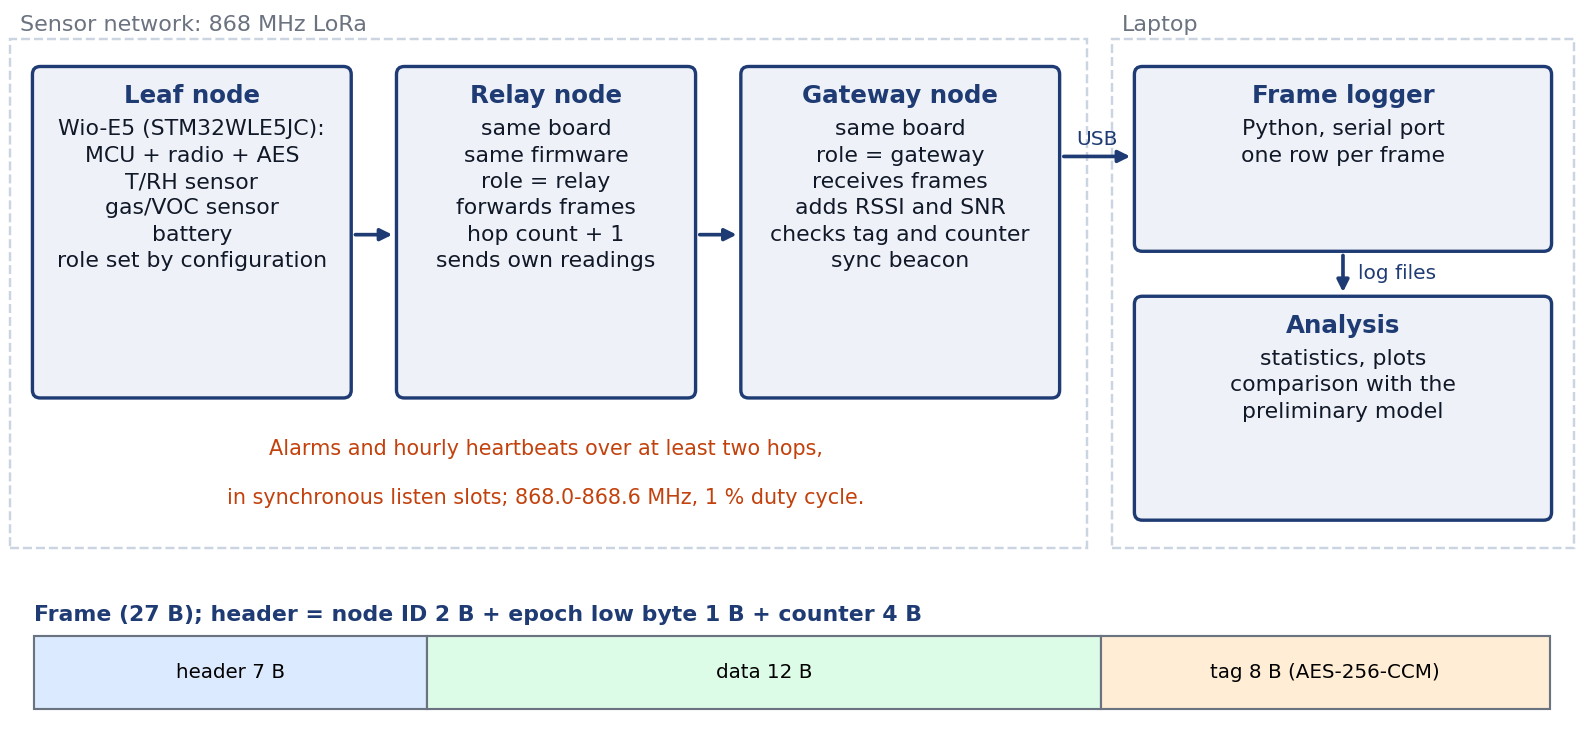 Sensor network: 868 MHz LoRa
Leaf node
Wio-E5 (STM32WLE5JC):
MCU + radio + AES
T/RH sensor
gas/VOC sensor
battery
role set by configuration
Relay node
same board
same firmware
role = relay
forwards frames
hop count + 1
sends own readings
Gateway node
same board
role = gateway
receives frames
adds RSSI and SNR
checks tag and counter
sync beacon
Alarms and hourly heartbeats over at least two hops,
in synchronous listen slots; 868.0-868.6 MHz, 1 % duty cycle.
USB
Laptop
Frame logger
Python, serial port
one row per frame
log files
Analysis
statistics, plots
comparison with the
preliminary model
Frame (27 B); header = node ID 2 B + epoch low byte 1 B + counter 4 B
header 7 B
data 12 B
tag 8 B (AES-256-CCM)